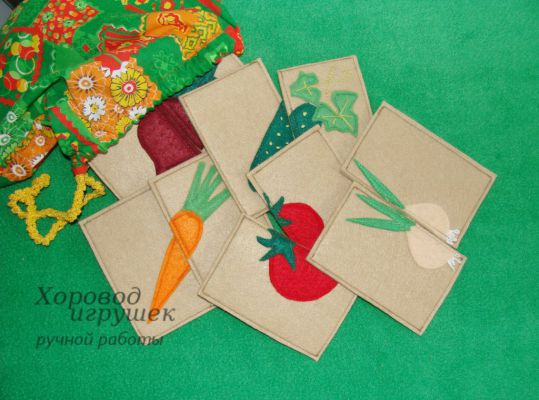 Хоровод
игрушек
ручной работы